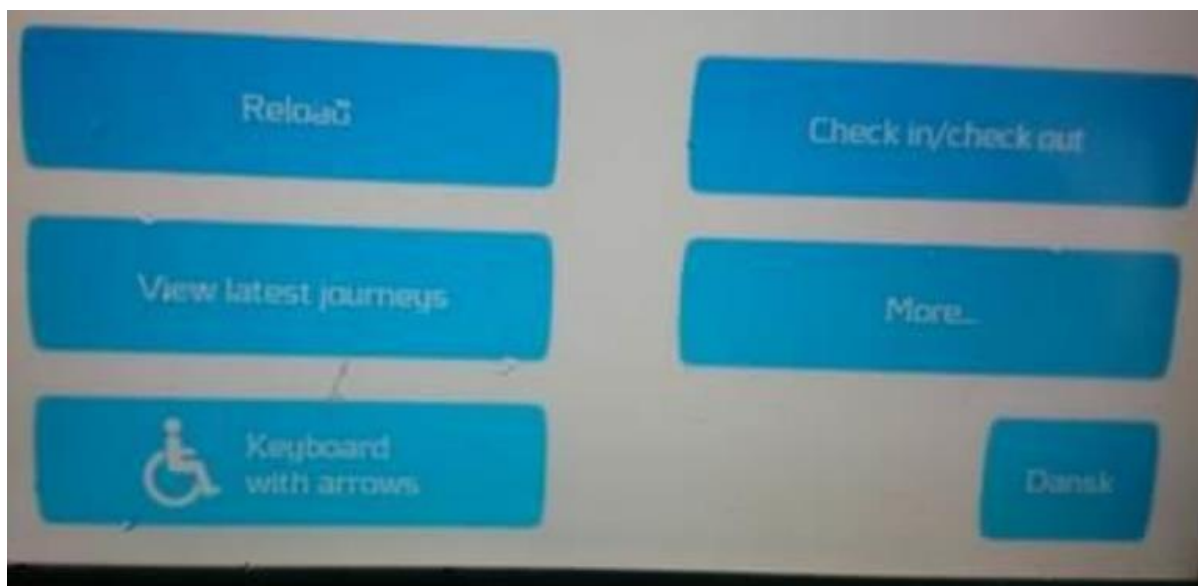 Reload
Check in/check out
View latest journeys
More...
Keyboard
with arrows
Dansk